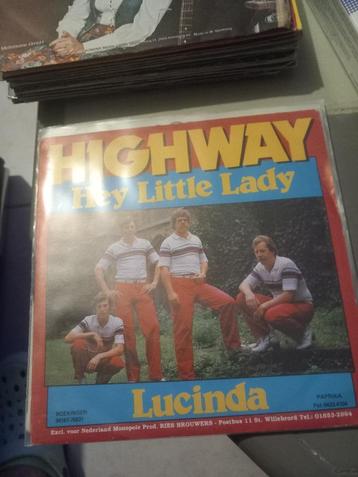 HIGHWAY
Hey Little Lady
Lucinda
BOEKINGEN
PAPRIKA
Excl. voor Nederland Monopole Prod. RIES BROUWERS - Postbus 11 St. Willebrord Tel.: 01653-2864